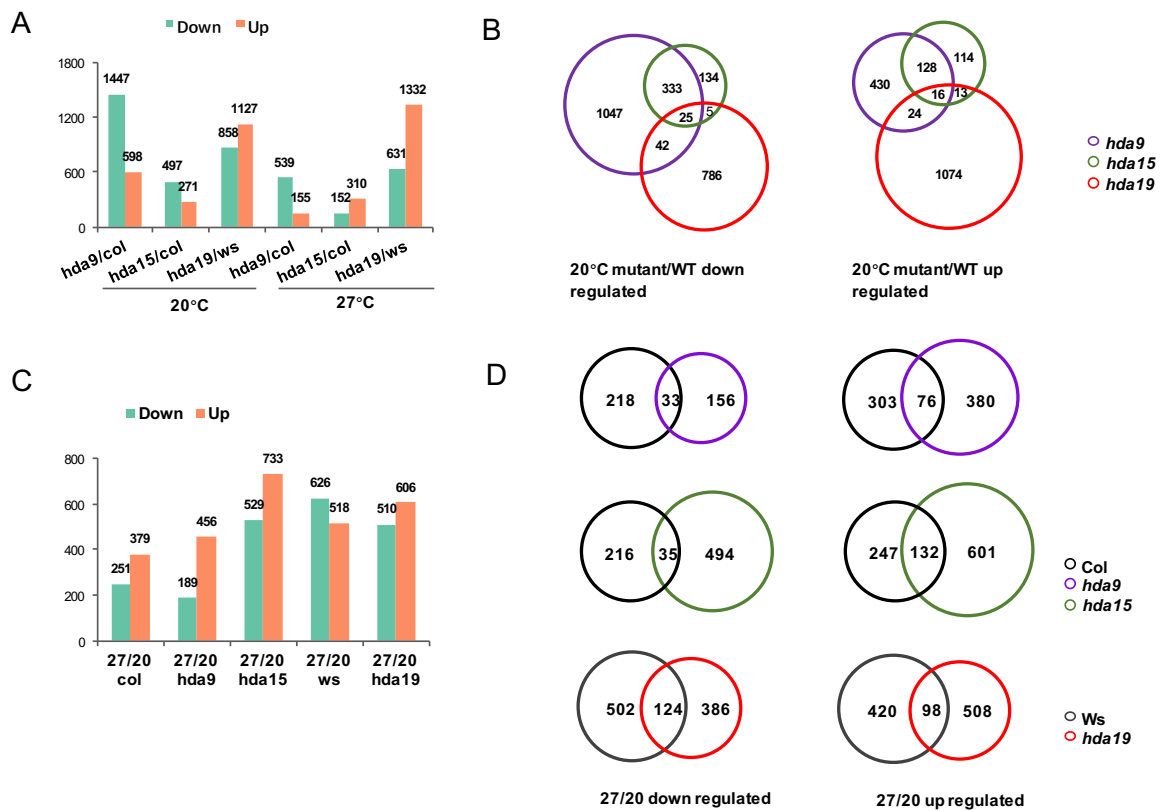 A
Down Up
1800
1200
600
0
1447
598
497
271
858
1127
539
155
152
310
631
1332
hda9/col
hda15/col
hda19/ws
hda9/col
hda15/col
hda19/ws
20°C
27°C
B
1047
333
134
25
5
42
786
20°C mutant/WT down
regulated
430
128
114
16
13
24
1074
20°C mutant/WT up
regulated
hda9
hda15
hda19
C
Down Up
800
600
400
200
0
251
379
189
456
529
733
626
518
510
606
27/20
col
27/20
hda9
27/20
hda15
27/20
ws
27/20
hda19
D
218 33 156
303 76 380
216 35 494
247 132 601
Col
hda9
hda15
502 124 386
420 98 508
Ws
hda19
27/20 down regulated
27/20 up regulated